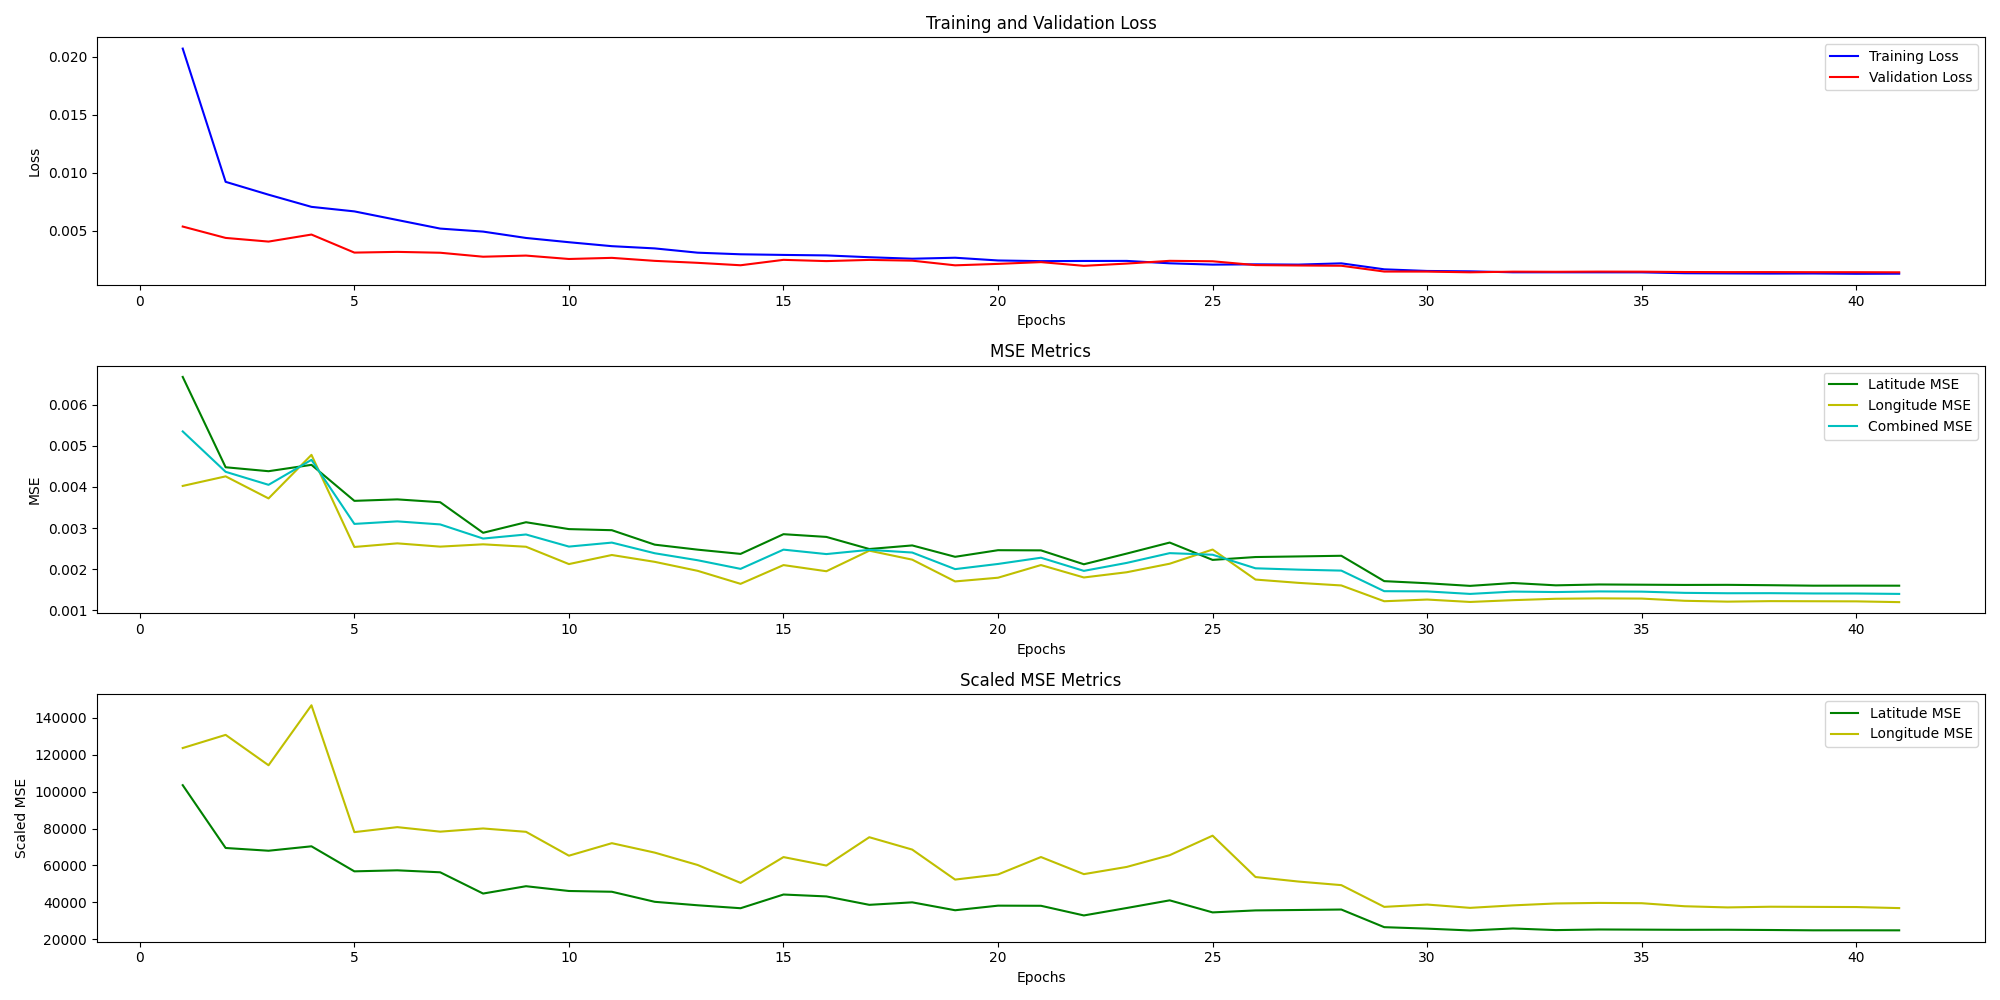 Training and Validation Loss
0.020
0.015
0.010
0.005
Loss
Training Loss
Validation Loss
0 5 10 15 20 25 30 35 40
Epochs
MSE Metrics
0.006
0.005
0.004
0.003
0.002
0.001
MSE
Latitude MSE
Longitude MSE
Combined MSE
0 5 10 15 20 25 30 35 40
Epochs
Scaled MSE Metrics
140000
120000
100000
80000
60000
40000
20000
Scaled MSE
Latitude MSE
Longitude MSE
0 5 10 15 20 25 30 35 40
Epochs